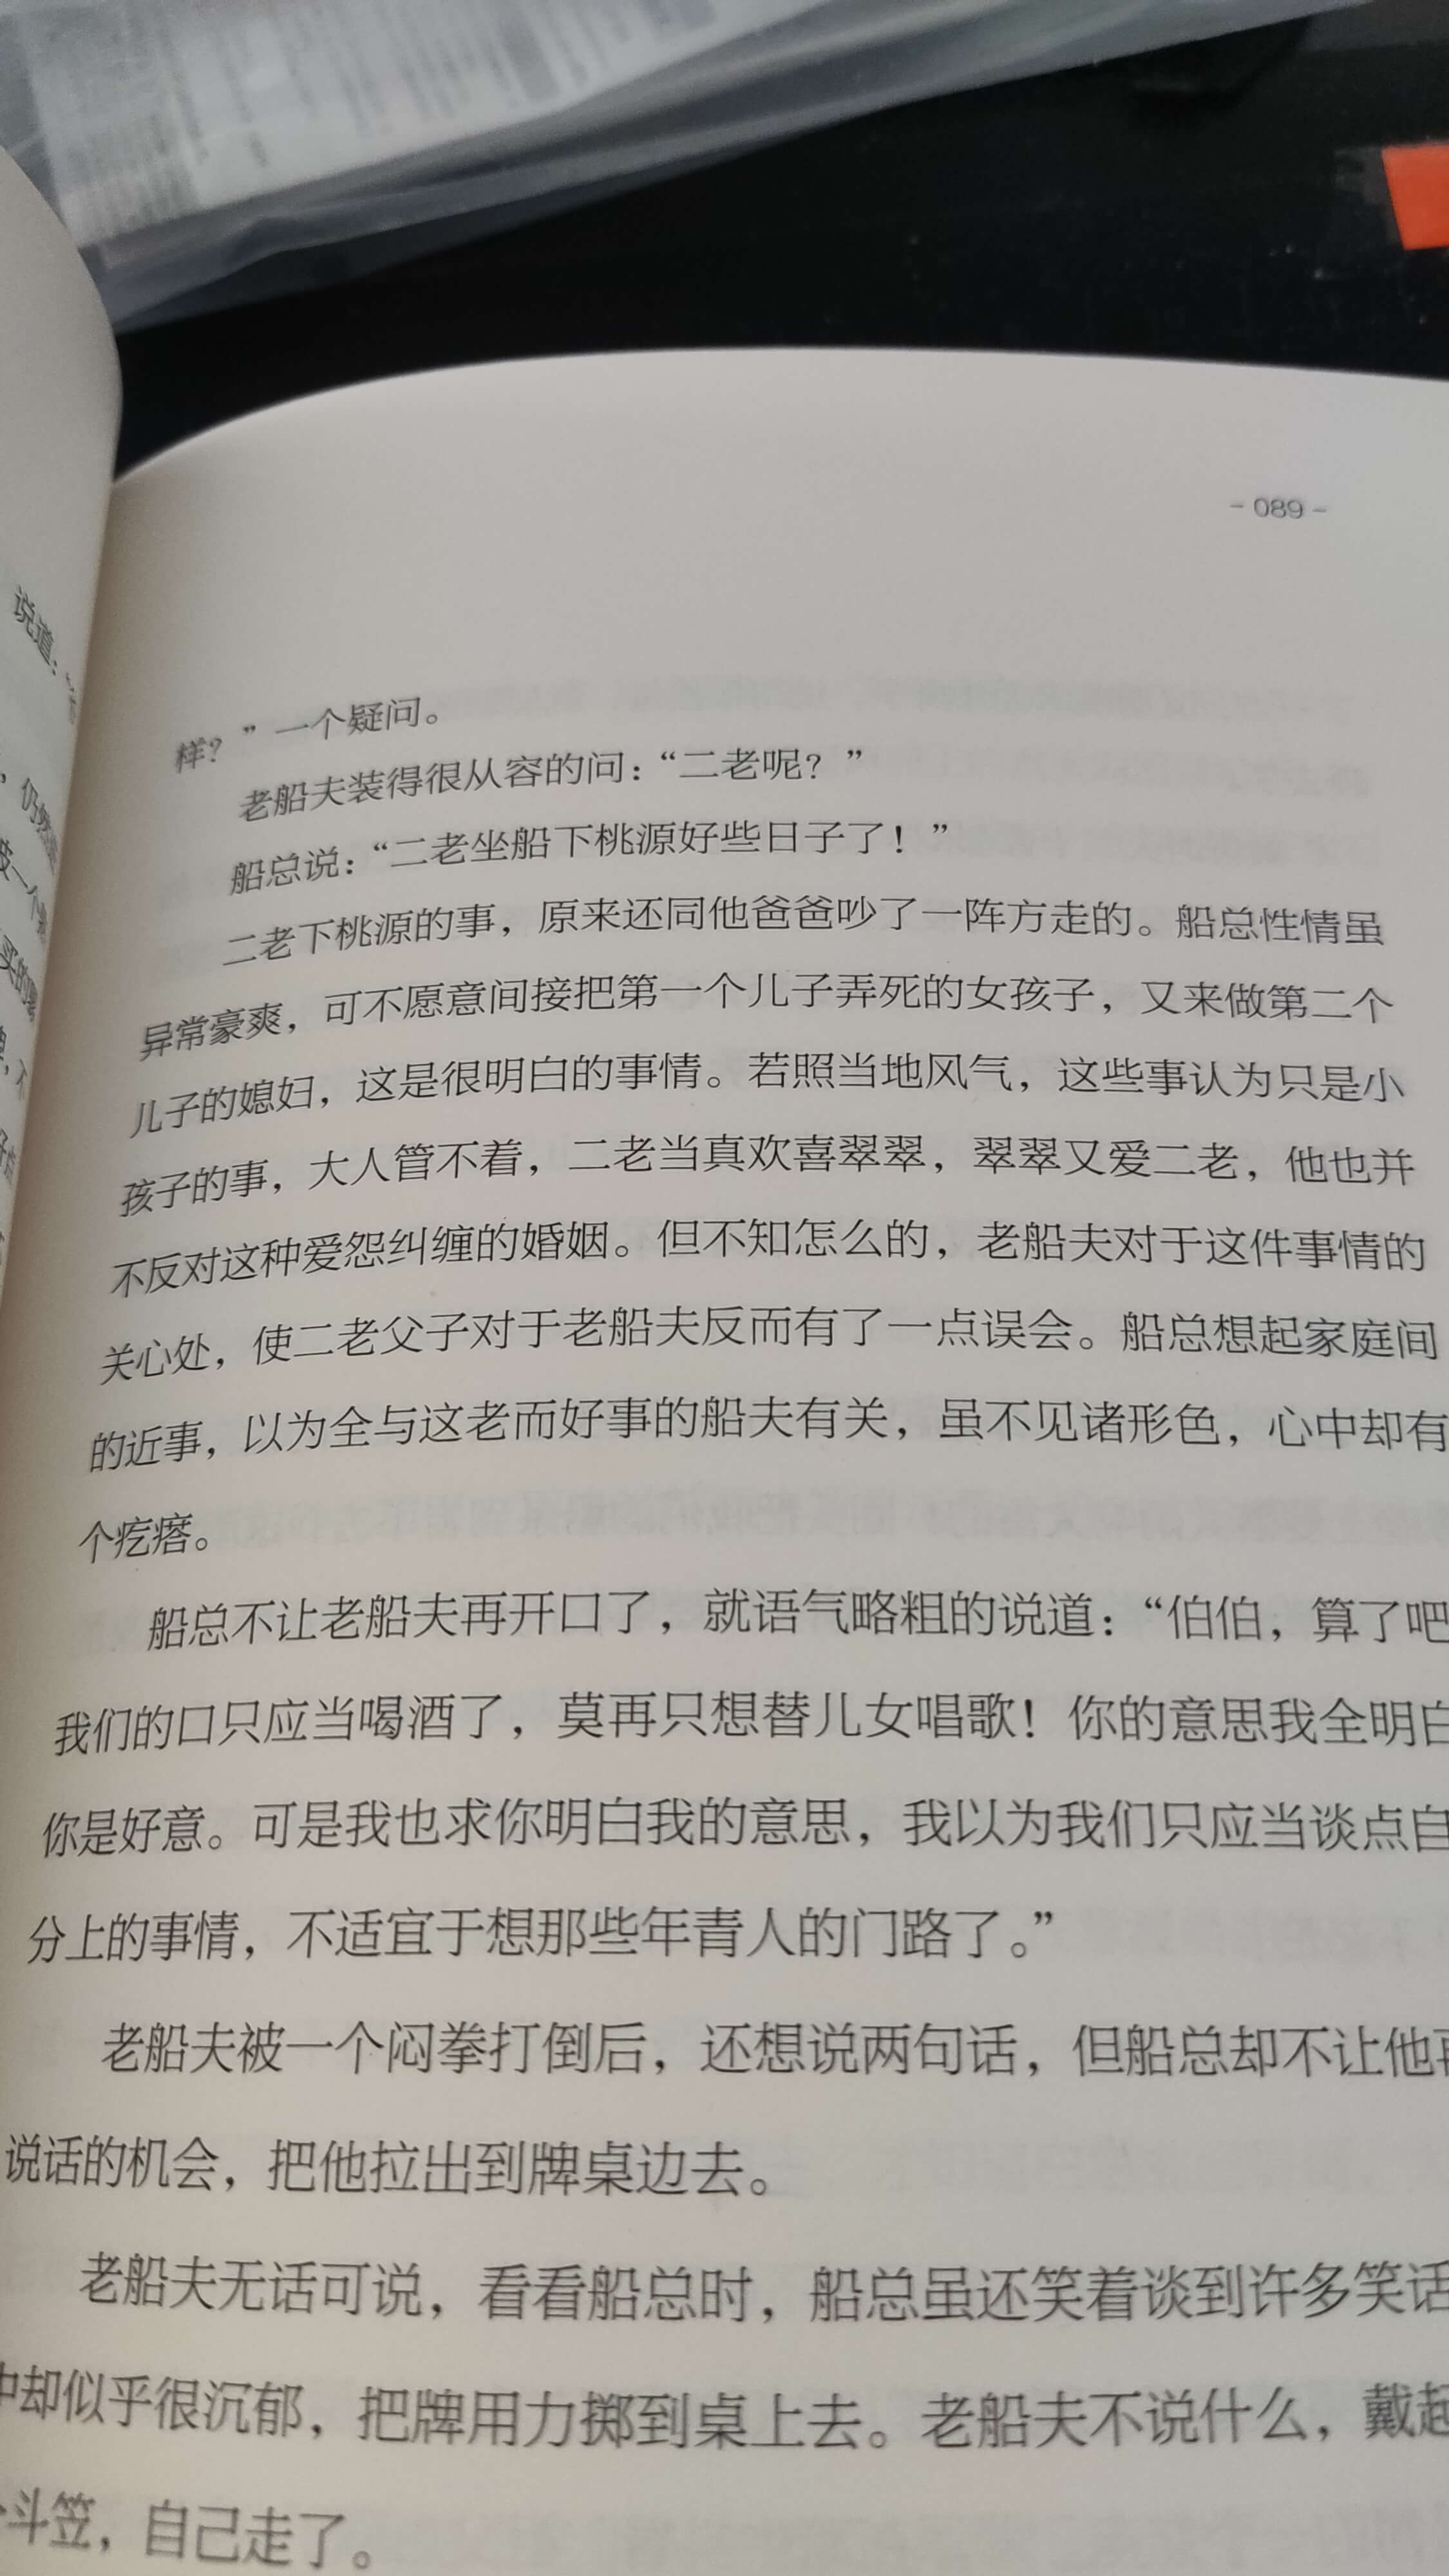 说道：“
仍然
一个
买的
- 089 -
样？”一个疑问。
老船夫装得很从容的问：“二老呢？”
船总说：“二老坐船下桃源好些日子了！”
二老下桃源的事，原来还同他爸爸吵了一阵方走的。船总性情虽
异常豪爽，可不愿意间接把第一个儿子弄死的女孩子，又来做第二个
儿子的媳妇，这是很明白的事情。若照当地风气，这些事认为只是小
孩子的事，大人管不着，二老当真欢喜翠翠，翠翠又爱二老，他也并
不反对这种爱怨纠缠的婚姻。但不知怎么的，老船夫对于这件事情的
关心处，使二老父子对于老船夫反而有了一点误会。船总想起家庭间
的近事，以为全与这老而好事的船夫有关，虽不见诸形色，心中却有
个疙瘩。
船总不让老船夫再开口了，就语气略粗的说道：“伯伯，算了吧
我们的口只应当喝酒了，莫再只想替儿女唱歌！你的意思我全明白
你是好意。可是我也求你明白我的意思，我以为我们只应当谈点自
分上的事情，不适宜于想那些年青人的门路了。”
老船夫被一个闷拳打倒后，还想说两句话，但船总却不让他再
说话的机会，把他拉出到牌桌边去。
老船夫无话可说，看看船总时，船总虽还笑着谈到许多笑话
中却似乎很沉郁，把牌用力掷到桌上去。老船夫不说什么，戴起
斗笠，自己走了。